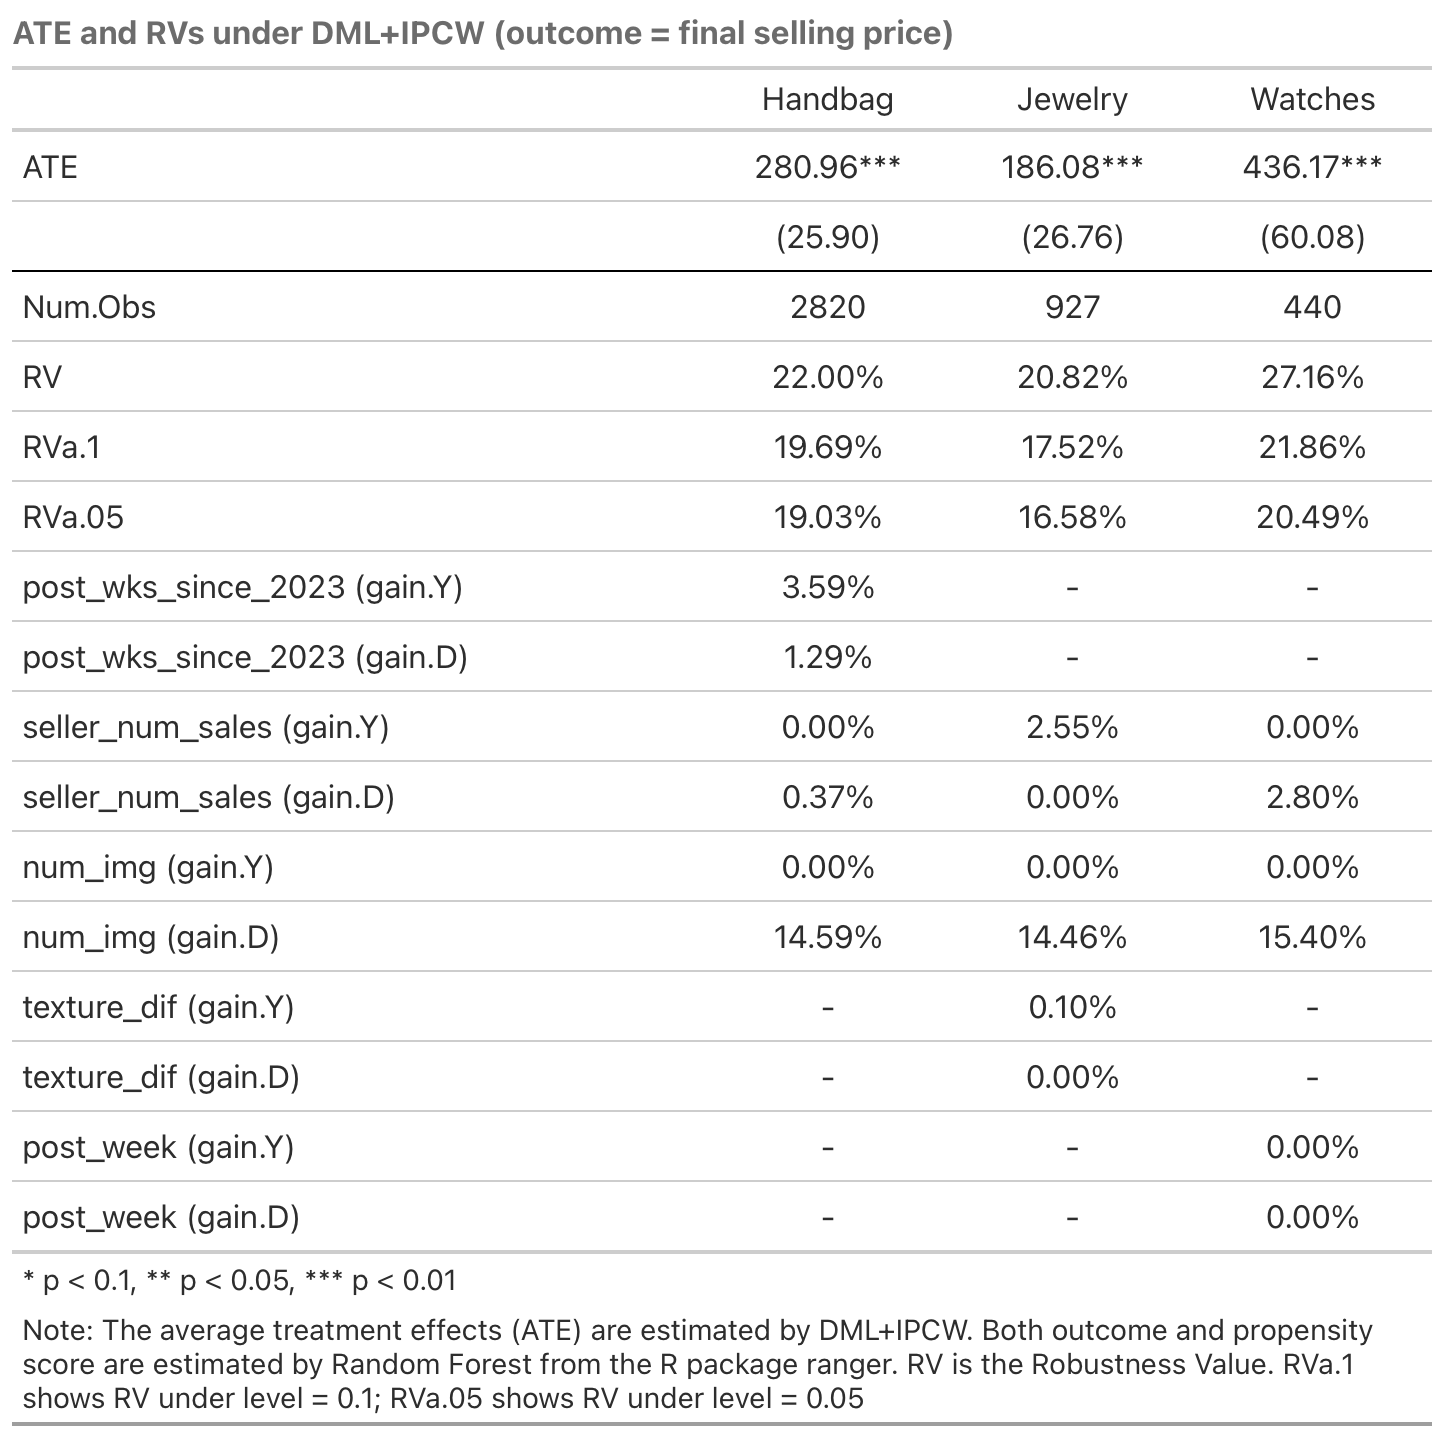 ATE and RVs under DML+IPCW (outcome = final selling price)
Handbag Jewelry Watches
ATE 280.96*** 186.08*** 436.17***
(25.90) (26.76) (60.08)
Num.Obs 2820 927 440
RV 22.00% 20.82% 27.16%
RVa.1 19.69% 17.52% 21.86%
RVa.05 19.03% 16.58% 20.49%
post_wks_since_2023 (gain.Y) 3.59% - -
post_wks_since_2023 (gain.D) 1.29% - -
seller_num_sales (gain.Y) 0.00% 2.55% 0.00%
seller_num_sales (gain.D) 0.37% 0.00% 2.80%
num_img (gain.Y) 0.00% 0.00% 0.00%
num_img (gain.D) 14.59% 14.46% 15.40%
texture_dif (gain.Y) - 0.10% -
texture_dif (gain.D) - 0.00% -
post_week (gain.Y) - - 0.00%
post_week (gain.D) - - 0.00%
* p < 0.1, ** p < 0.05, *** p < 0.01
Note: The average treatment effects (ATE) are estimated by DML+IPCW. Both outcome and propensity
score are estimated by Random Forest from the R package ranger. RV is the Robustness Value. RVa.1
shows RV under level = 0.1; RVa.05 shows RV under level = 0.05